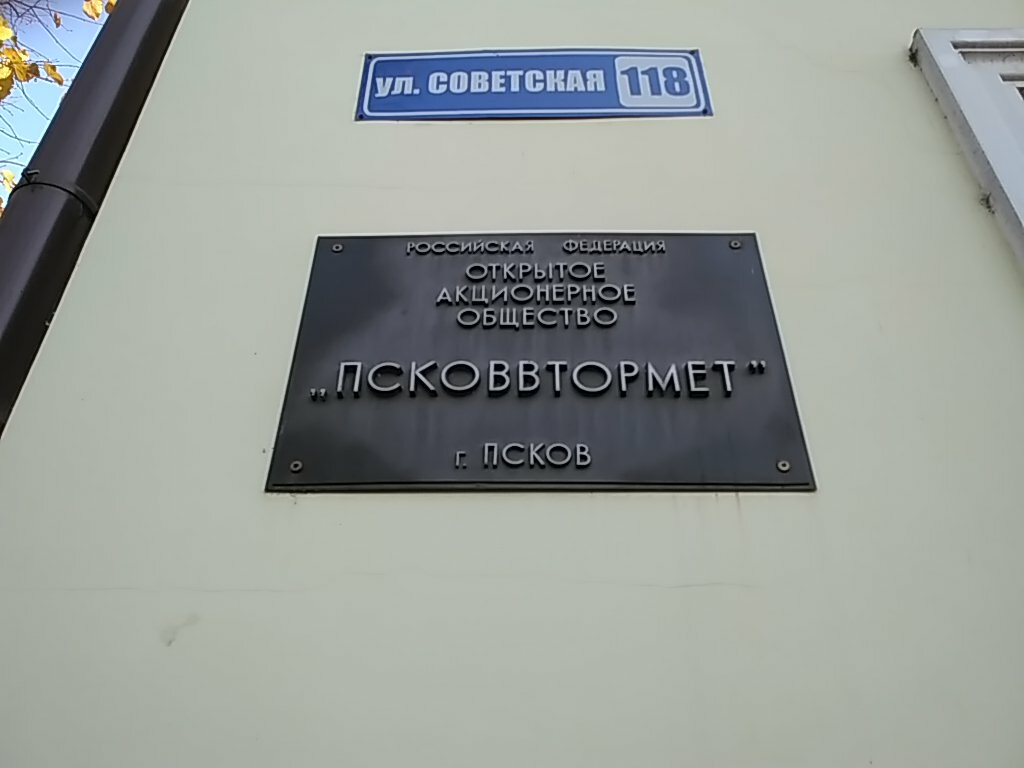 ул. СОВЕТСКАЯ 118
РОССИЙСКАЯ ФЕДЕРАЦИЯ
ОТКРЫТОЕ
АКЦИОНЕРНОЕ
ОБЩЕСТВО
„ПСКОВВТОРМЕТ”
г. ПСКОВ